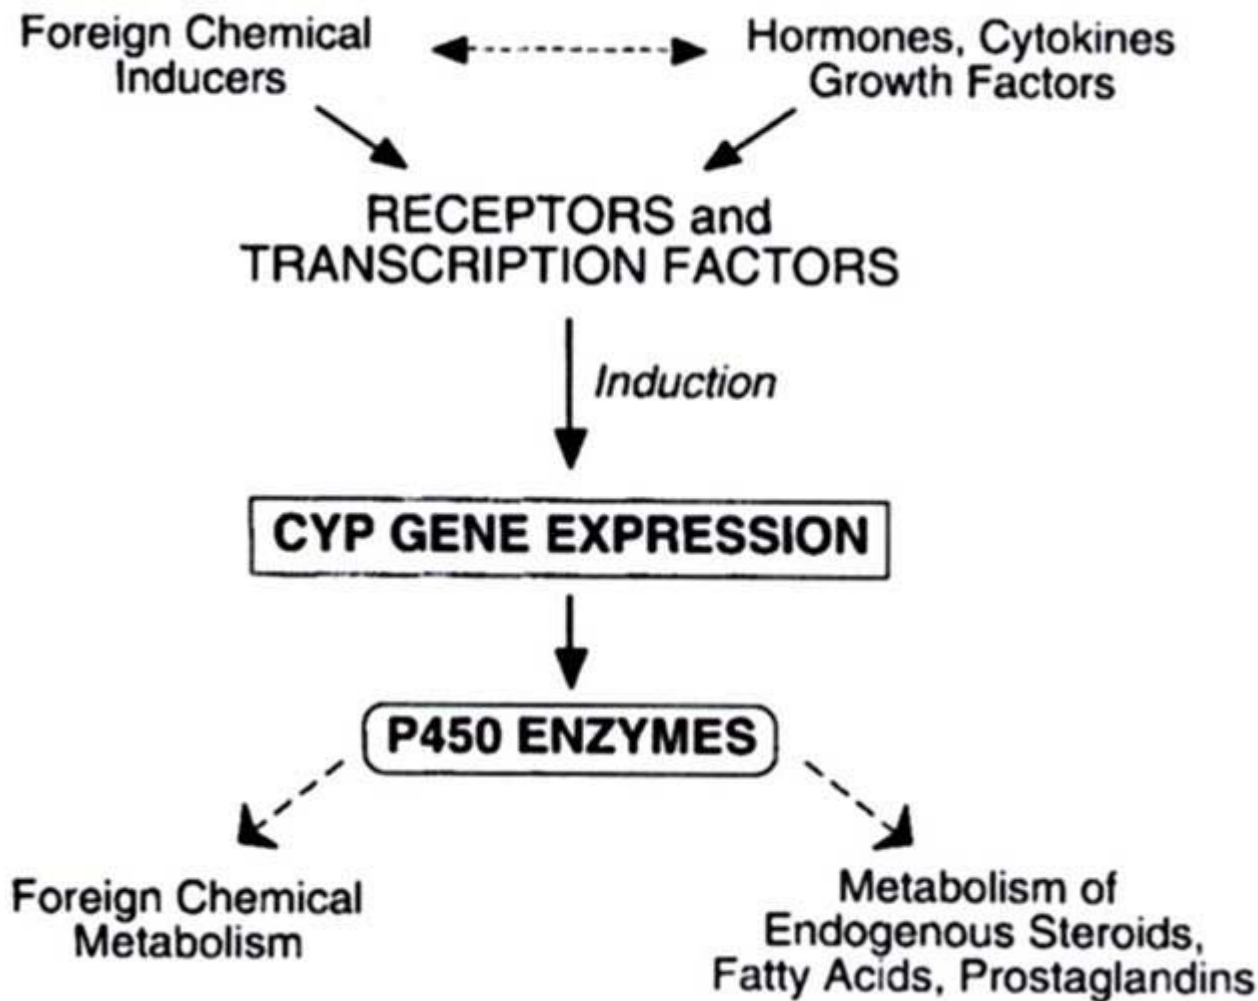 Foreign Chemical
Inducers
Hormones, Cytokines
Growth Factors
RECEPTORS and
TRANSCRIPTION FACTORS
Induction
CYP GENE EXPRESSION
P450 ENZYMES
Foreign Chemical
Metabolism
Metabolism of
Endogenous Steroids,
Fatty Acids, Prostaglandins